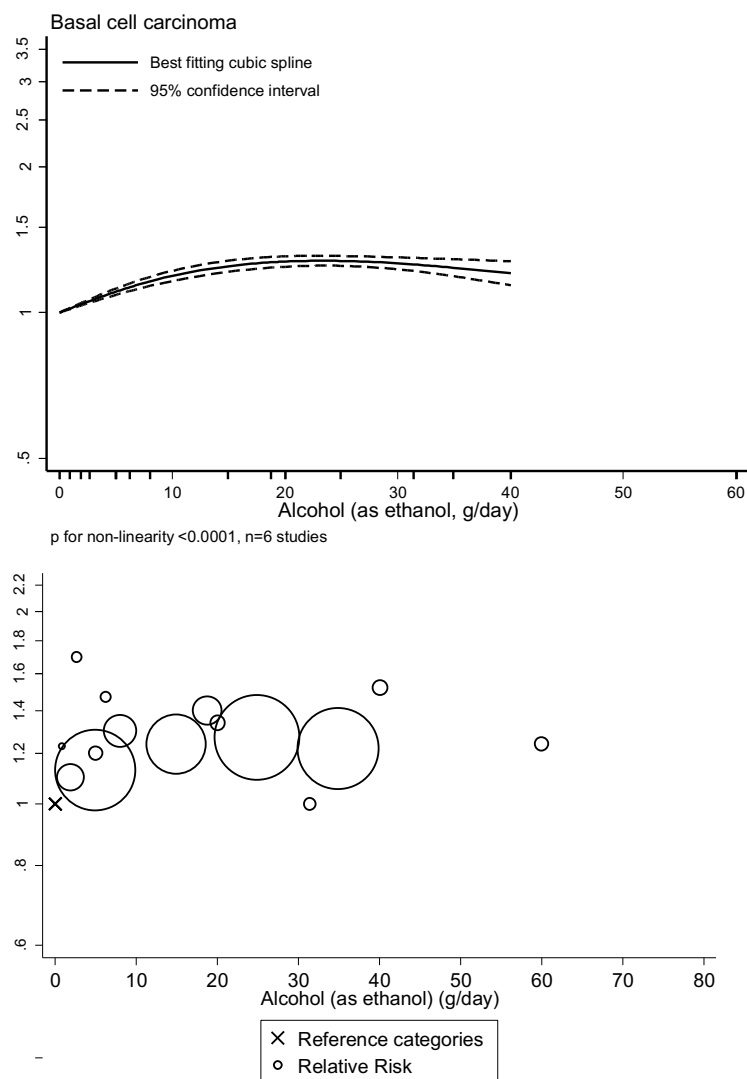 Basal cell carcinoma
3.5
3
2.5
2
1.5
1
.5
Best fitting cubic spline
95% confidence interval
0 10 20 30 40 50 60
Alcohol (as ethanol, g/day)
p for non-linearity <0.0001, n=6 studies
2.2
2
1.8
1.6
1.4
1.2
1
.8
.6
0 10 20 30 40 50 60 70 80
Alcohol (as ethanol) (g/day)
Reference categories
Relative Risk